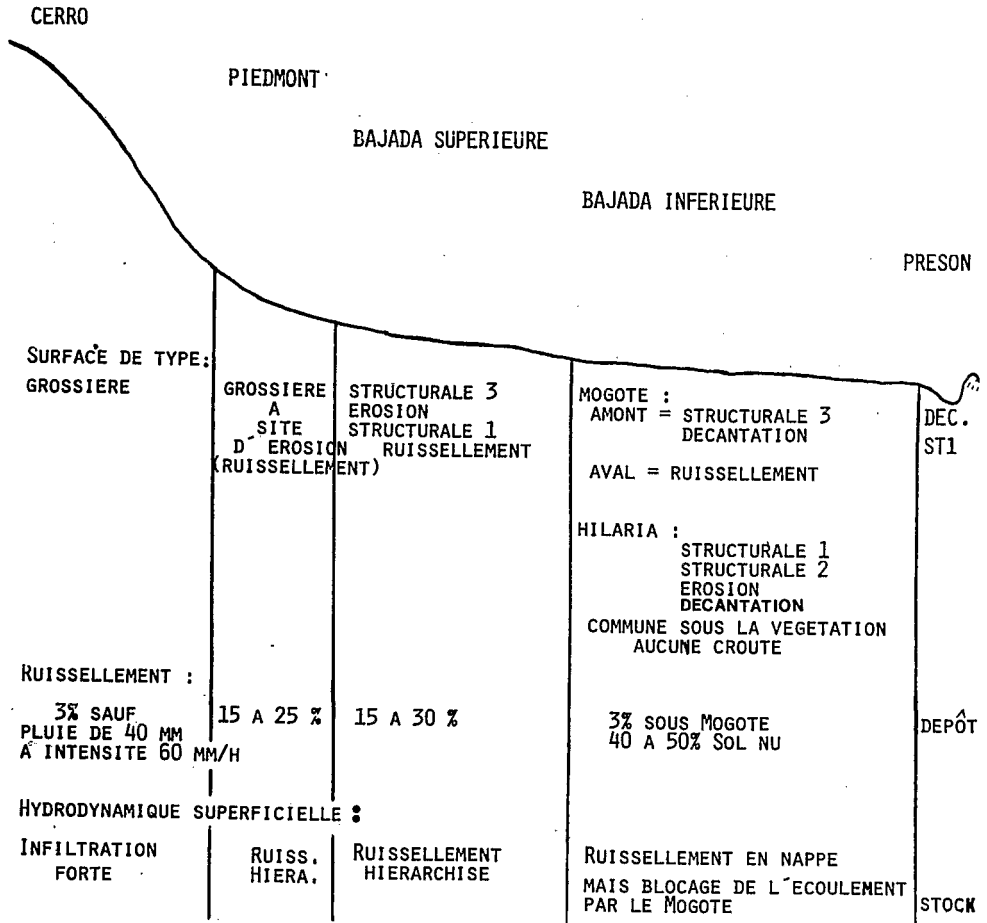 CERRO
PIEDMONT
BAJADA SUPERIEURE
BAJADA INFERIEURE
PRESON
SURFACE DE TYPE:
GROSSIERE
GROSSIERE
A
SITE
D´ EROSION
(RUISSELLEMENT)
STRUCTURALE 3
EROSION
STRUCTURALE 1
RUISSELLEMENT
MOGOTE :
AMONT = STRUCTURALE 3
DECANTATION
AVAL = RUISSELLEMENT
HILARIA :
STRUCTURALE 1
STRUCTURALE 2
EROSION
DECANTATION
COMMUNE SOUS LA VEGETATION
AUCUNE CROUTE
DEC.
ST1
RUISSELLEMENT :
3% SAUF
PLUIE DE 40 MM
A INTENSITE 60 MM/H
15 A 25 %
15 A 30 %
3% SOUS MOGOTE
40 A 50% SOL NU
DEPÔT
HYDRODYNAMIQUE SUPERFICIELLE :
INFILTRATION
FORTE
RUISS.
HIERA.
RUISSELLEMENT
HIERARCHISE
RUISSELLEMENT EN NAPPE
MAIS BLOCAGE DE L´ECOULEMENT
PAR LE MOGOTE
STOCK